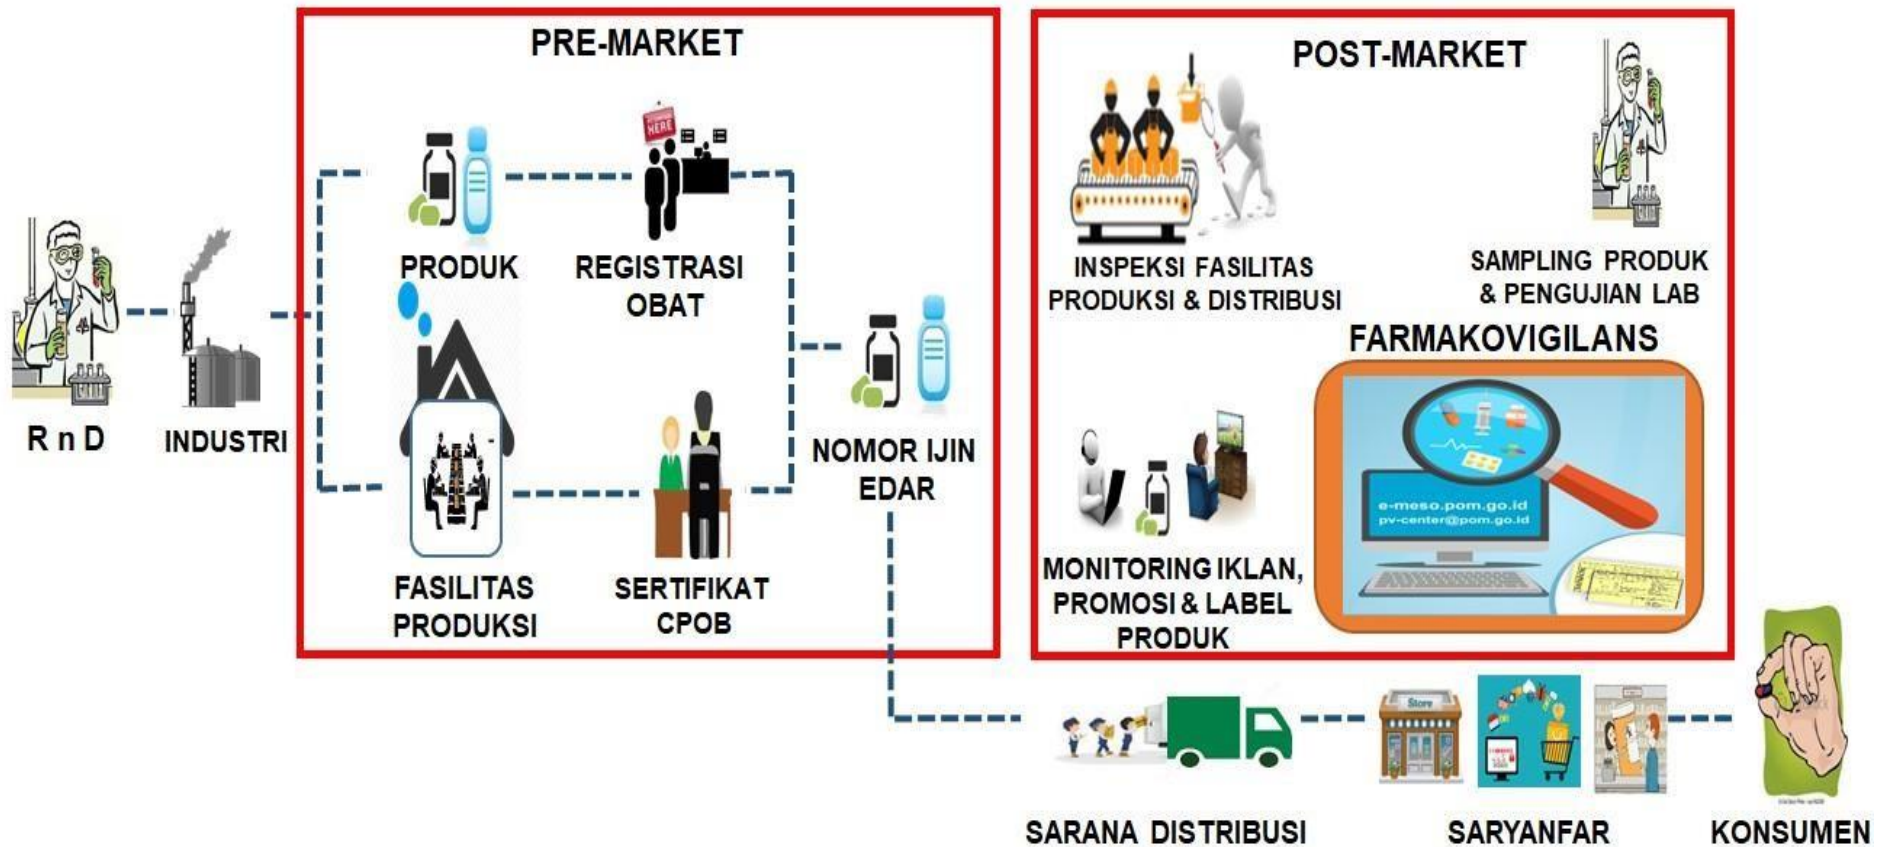 PRE-MARKET
HERE
PRODUK
REGISTRASI
OBAT
R n D
INDUSTRI
NOMOR IJIN
EDAR
FASILITAS
PRODUKSI
SERTIFIKAT
CPOB
POST-MARKET
INSPEKSI FASILITAS
PRODUKSI & DISTRIBUSI
SAMPLING PRODUK
& PENGUJIAN LAB
FARMAKOVIGILANS
e-meso.pom.go.id
pv-center@pom.go.id
MONITORING IKLAN,
PROMOSI & LABEL
PRODUK
Store
SARANA DISTRIBUSI
SARYANFAR
KONSUMEN